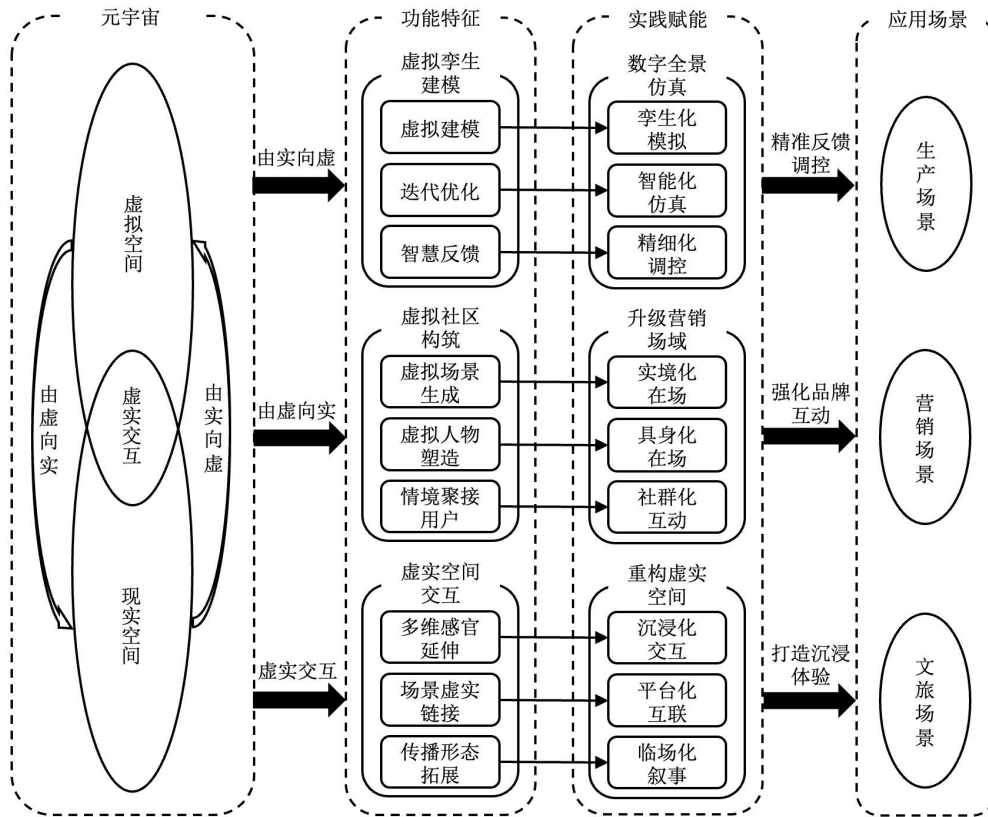 元宇宙
虚拟空间
虚实交互
现实空间
由虚向实
由实向虚
由实向虚
由虚向实
虚实交互
功能特征
虚拟孪生
建模
虚拟建模
迭代优化
智慧反馈
虚拟社区
构筑
虚拟场景
生成
虚拟人物
塑造
情境聚接
用户
虚实空间
交互
多维感官
延伸
场景虚实
链接
传播形态
拓展
实践赋能
数字全景
仿真
孪生化
模拟
智能化
仿真
精细化
调控
升级营销
场域
实境化
在场
具身化
在场
社群化
互动
重构虚实
空间
沉浸化
交互
平台化
互联
临场化
叙事
精准反馈
调控
强化品牌
互动
打造沉浸
体验
应用场景
生产场景
营销场景
文旅场景